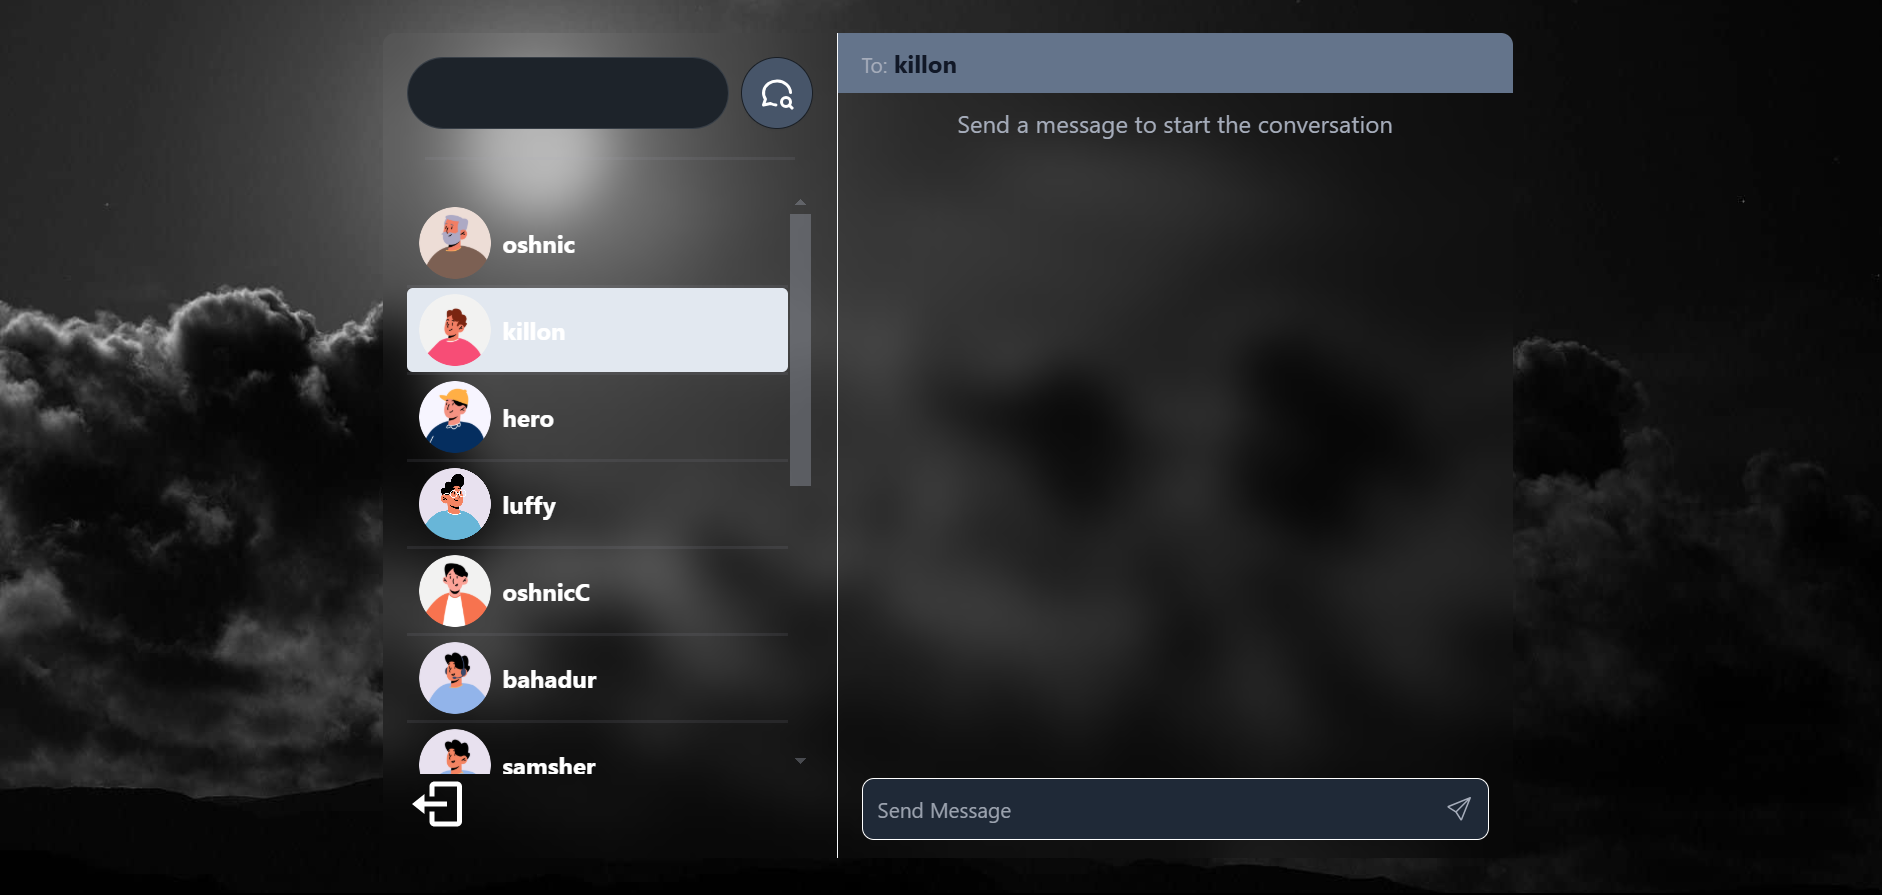 oshnic
killon
hero
luffy
oshnicC
bahadur
samsher
To: killon
Send a message to start the conversation
Send Message